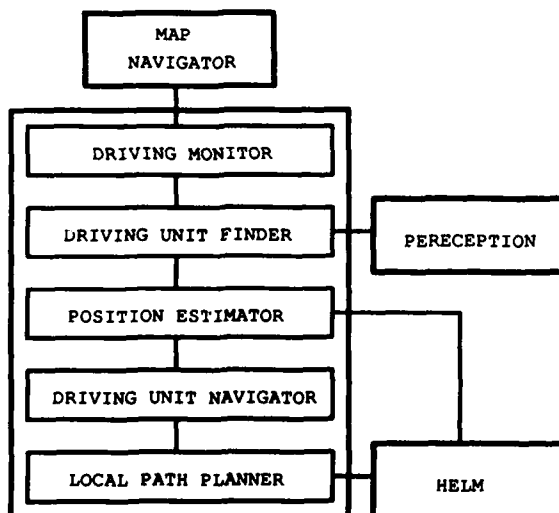 MAP
NAVIGATOR
DRIVING MONITOR
DRIVING UNIT FINDER
PERECEPTION
POSITION ESTIMATOR
DRIVING UNIT NAVIGATOR
LOCAL PATH PLANNER
HELM